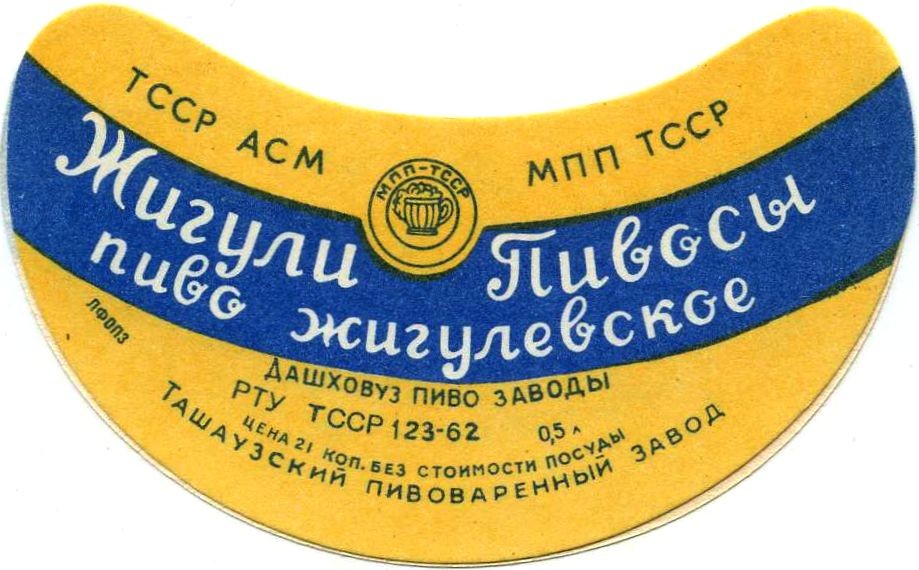 ТССР АСМ
МПП ТССР
МПП-ТССР
Жигули Пивосы
пиво жигулевское
ЛФОПЗ
ДАШХОВУЗ ПИВО ЗАВОДЫ
РТУ ТССР 123-62 0,5 л
ЦЕНА 21 КОП. БЕЗ СТОИМОСТИ ПОСУДЫ
ТАШАУЗСКИЙ ПИВОВАРЕННЫЙ ЗАВОД